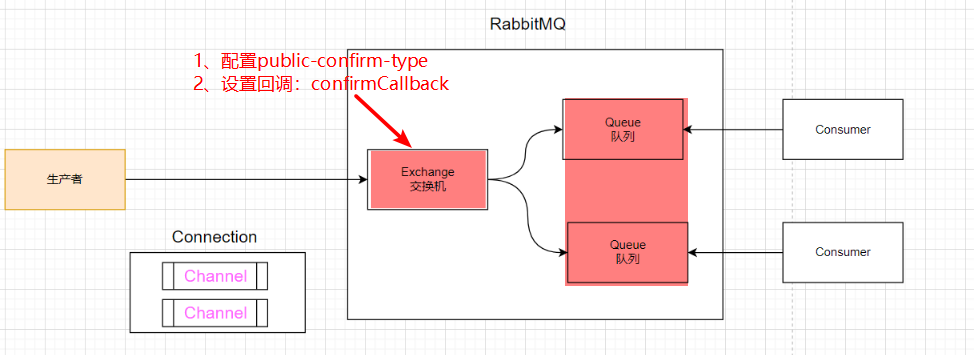 RabbitMQ
1、配置public-confirm-type
2、设置回调：confirmCallback
生产者
Exchange
交换机
Queue
队列
Consumer
Queue
队列
Consumer
Connection
Channel
Channel